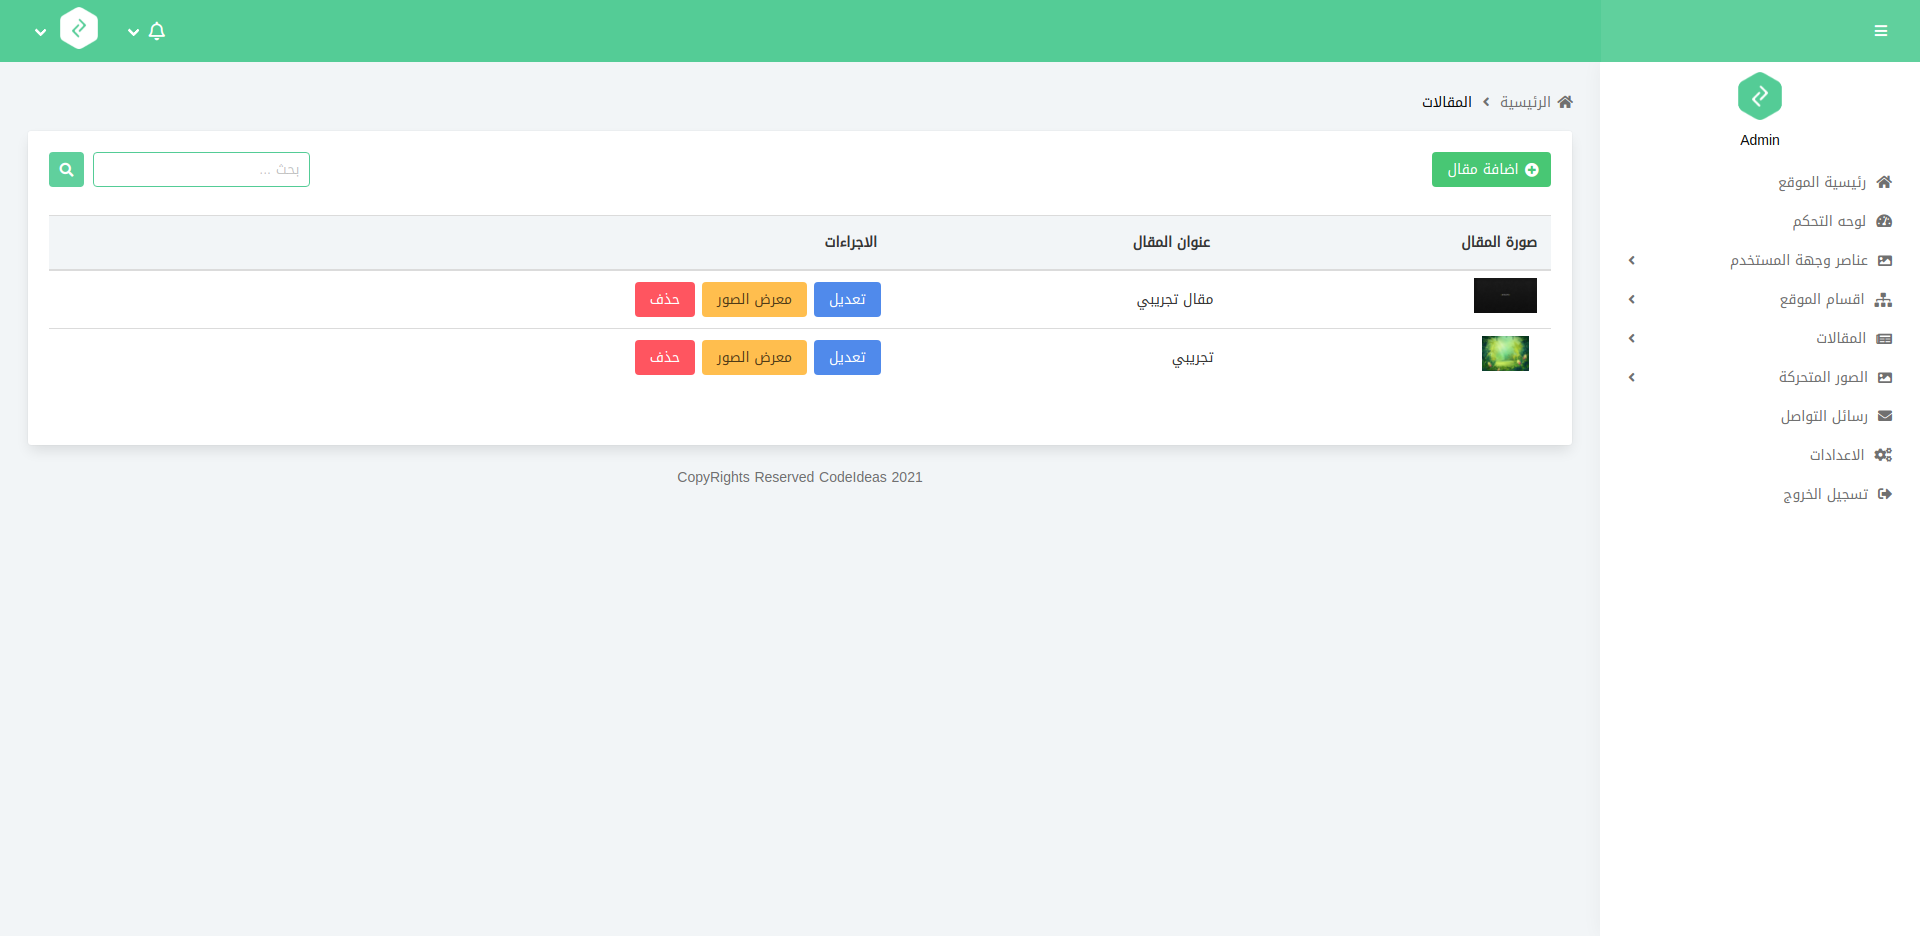 Admin
رئيسية الموقع
لوحه التحكم
عناصر وجهة المستخدم
اقسام الموقع
المقالات
الصور المتحركة
رسائل التواصل
الاعدادات
تسجيل الخروج
الرئيسية المقالات
اضافة مقال
بحث ...
صورة المقال عنوان المقال الاجراءات
مقال تجريبي تعديل معرض الصور حذف
تجريبي تعديل معرض الصور حذف
CopyRights Reserved CodeIdeas 2021